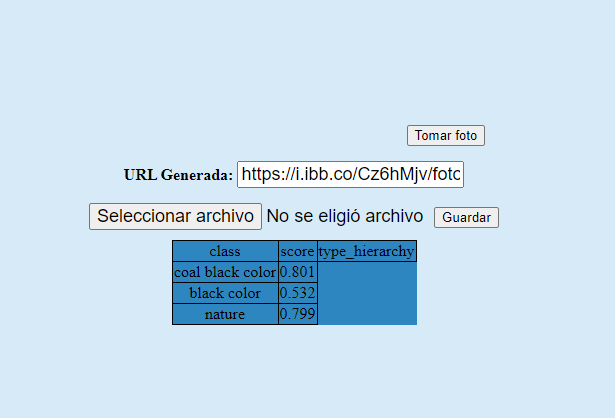 Tomar foto
URL Generada: https://i.ibb.co/Cz6hMjv/foto
Seleccionar archivo No se eligió archivo Guardar
class score type_hierarchy
coal black color 0.801
black color 0.532
nature 0.799